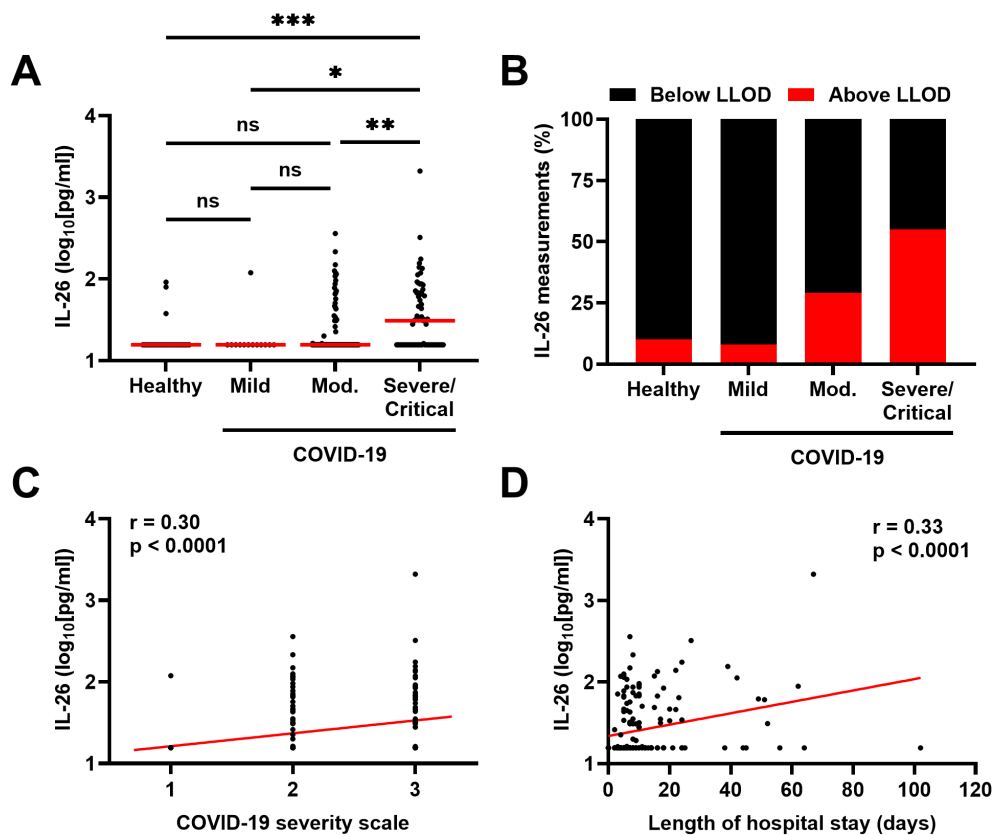 A
***
*
ns
**
ns
ns
IL-26 (log10[pg/ml])
4
3
2
1
Healthy Mild Mod. Severe/
Critical
COVID-19
B
Below LLOD Above LLOD
IL-26 measurements (%)
100
75
50
25
0
Healthy Mild Mod. Severe/
Critical
COVID-19
C
r = 0.30
p < 0.0001
IL-26 (log10[pg/ml])
4
3
2
1
1 2 3
COVID-19 severity scale
D
r = 0.33
p < 0.0001
IL-26 (log10[pg/ml])
4
3
2
1
0 20 40 60 80 100 120
Length of hospital stay (days)